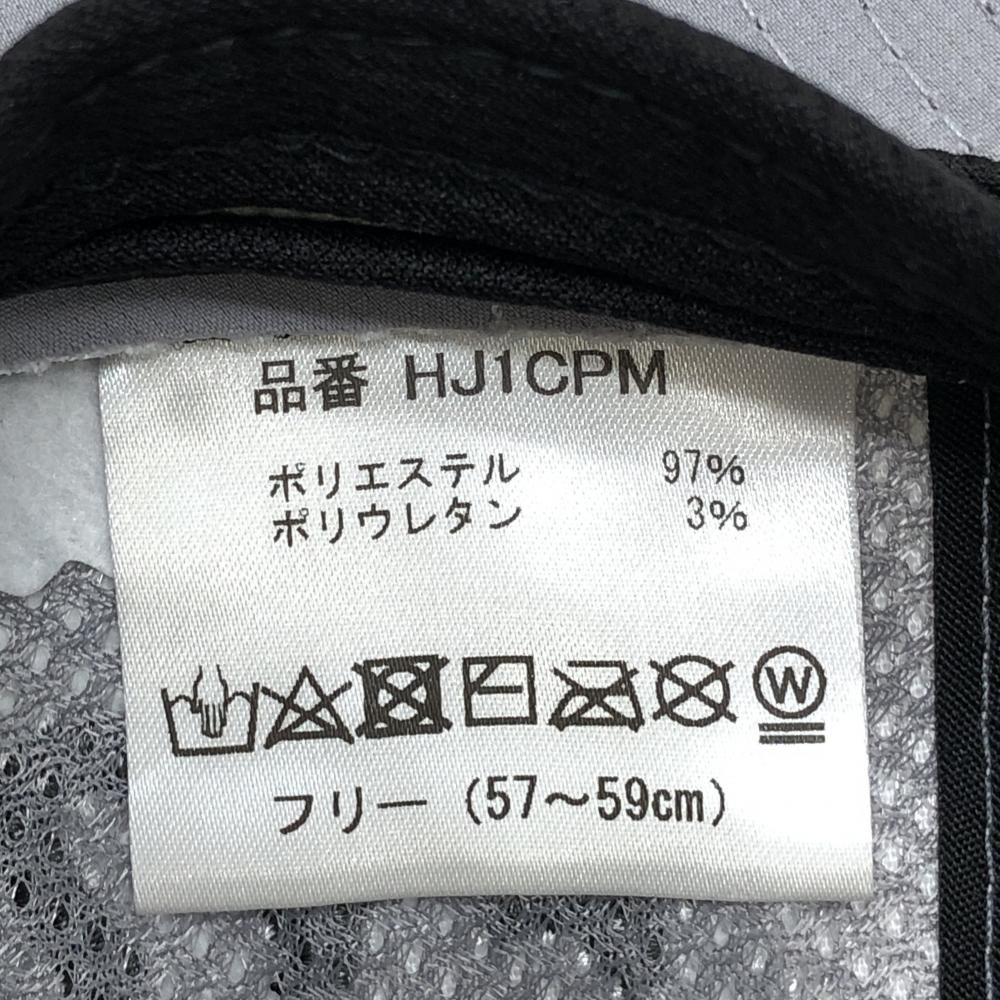 品番 HJ1CPM
ポリエステル 97%
ポリウレタン 3%
W
フリー（57〜59cm）